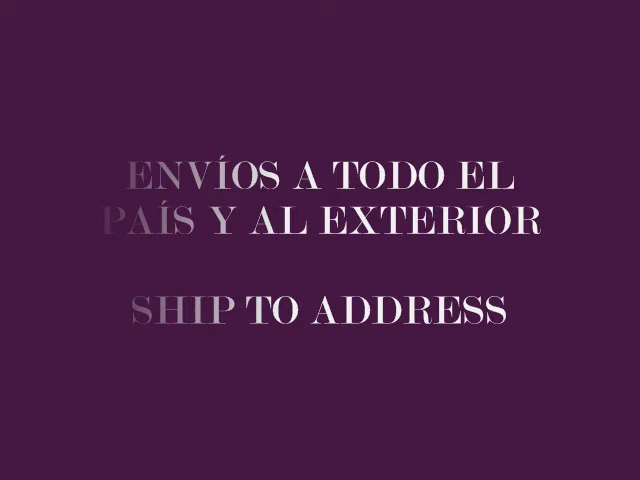 ENVÍOS A TODO EL
PAÍS Y AL EXTERIOR
SHIP TO ADDRESS